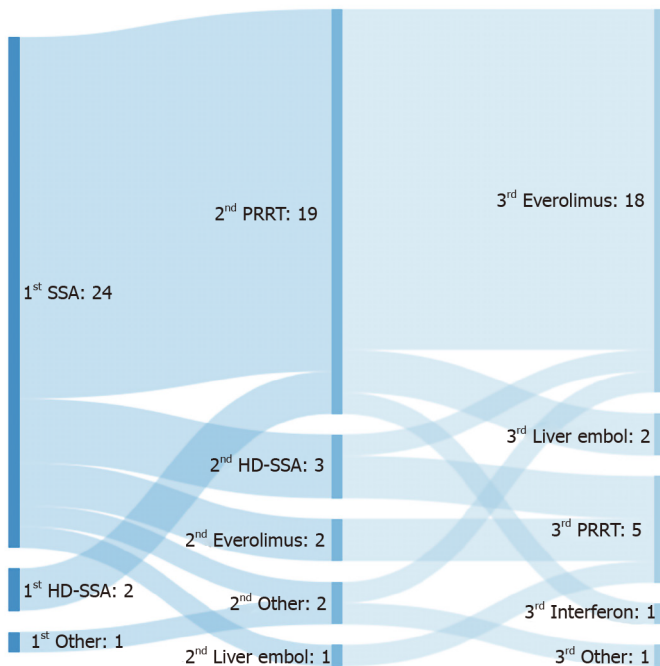 1st SSA: 24
1st HD-SSA: 2
1st Other: 1
2nd PRRT: 19
2nd HD-SSA: 3
2nd Everolimus: 2
2nd Other: 2
2nd Liver embol: 1
3rd Everolimus: 18
3rd Liver embol: 2
3rd PRRT: 5
3rd Interferon: 1
3rd Other: 1